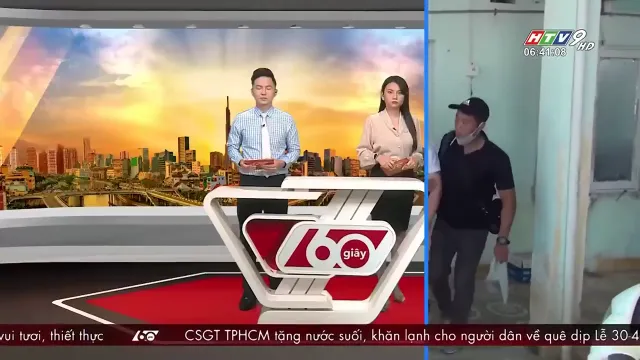 HTV9 HD
06:41:08
60 giây
vui tươi, thiết thực 60 CSGT TPHCM tặng nước suối, khăn lạnh cho người dân về quê dịp Lễ 30-4